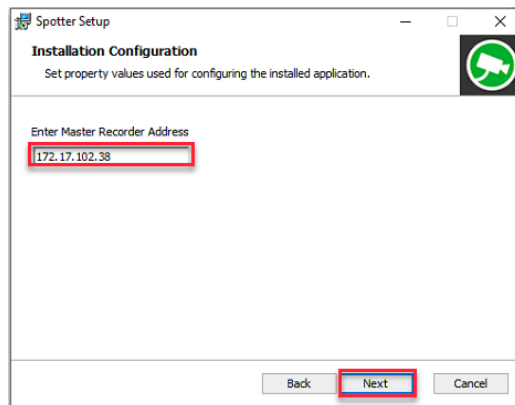 Spotter Setup
Installation Configuration
Set property values used for configuring the installed application.
Enter Master Recorder Address
172.17.102.38
Back
Next
Cancel